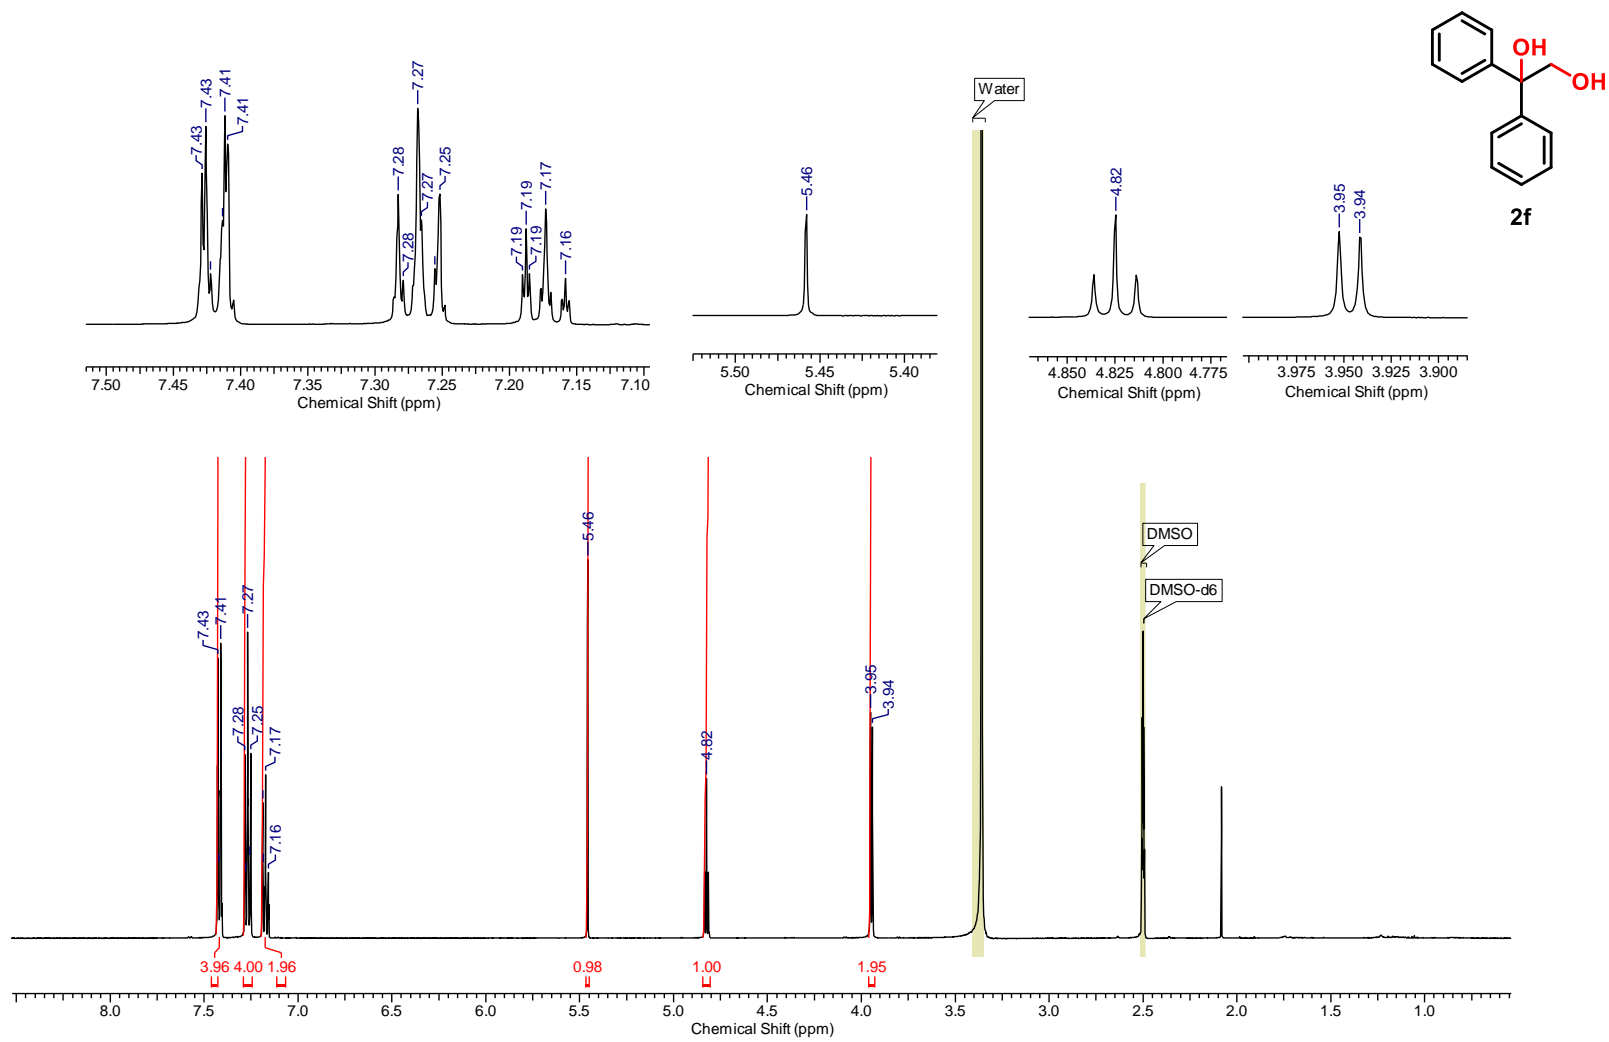 OH
OH
2f
Water
7.43
7.43
7.41
7.41
7.28
7.28
7.27
7.27
7.25
7.19
7.19
7.19
7.17
7.16
5.46
4.82
3.95
3.94
7.50 7.45 7.40 7.35 7.30 7.25 7.20 7.15 7.10
Chemical Shift (ppm)
5.50 5.45 5.40
Chemical Shift (ppm)
4.850 4.825 4.800 4.775
Chemical Shift (ppm)
3.975 3.950 3.925 3.900
Chemical Shift (ppm)
DMSO
DMSO-d6
7.43
7.41
7.28
7.27
7.25
7.17
7.16
5.46
4.82
3.95
3.94
3.96 4.00 1.96 0.98 1.00 1.95
8.0 7.5 7.0 6.5 6.0 5.5 5.0 4.5 4.0 3.5 3.0 2.5 2.0 1.5 1.0
Chemical Shift (ppm)